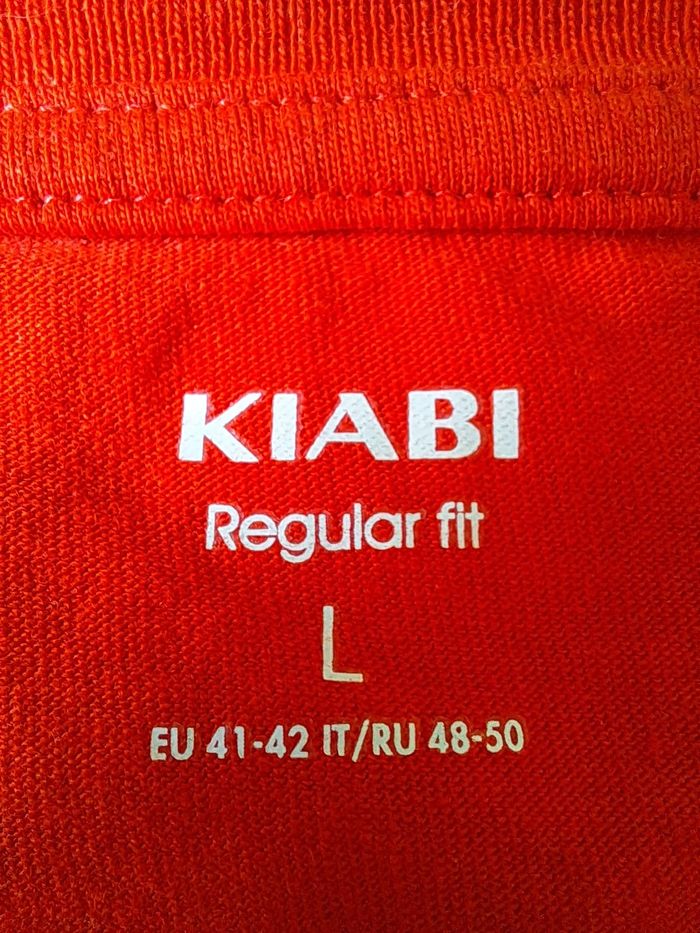 KIABI
Regular fit
L
EU 41-42 IT/RU 48-50